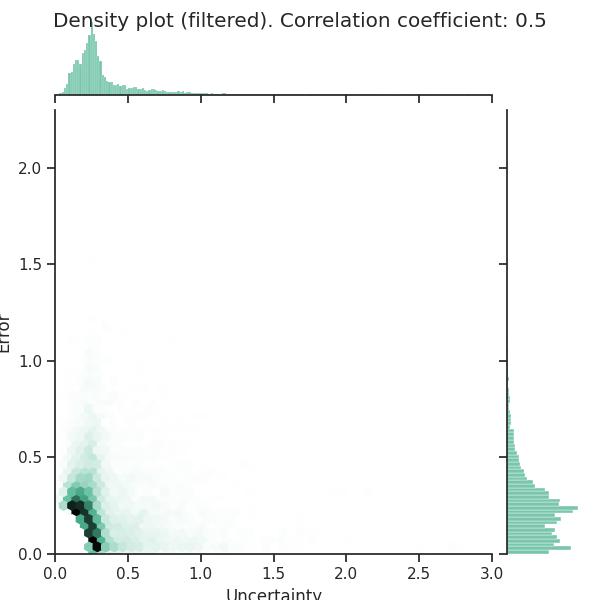 Density plot (filtered). Correlation coefficient: 0.5
2.0
1.5
1.0
0.5
0.0
Error
0.0 0.5 1.0 1.5 2.0 2.5 3.0
Uncertainty